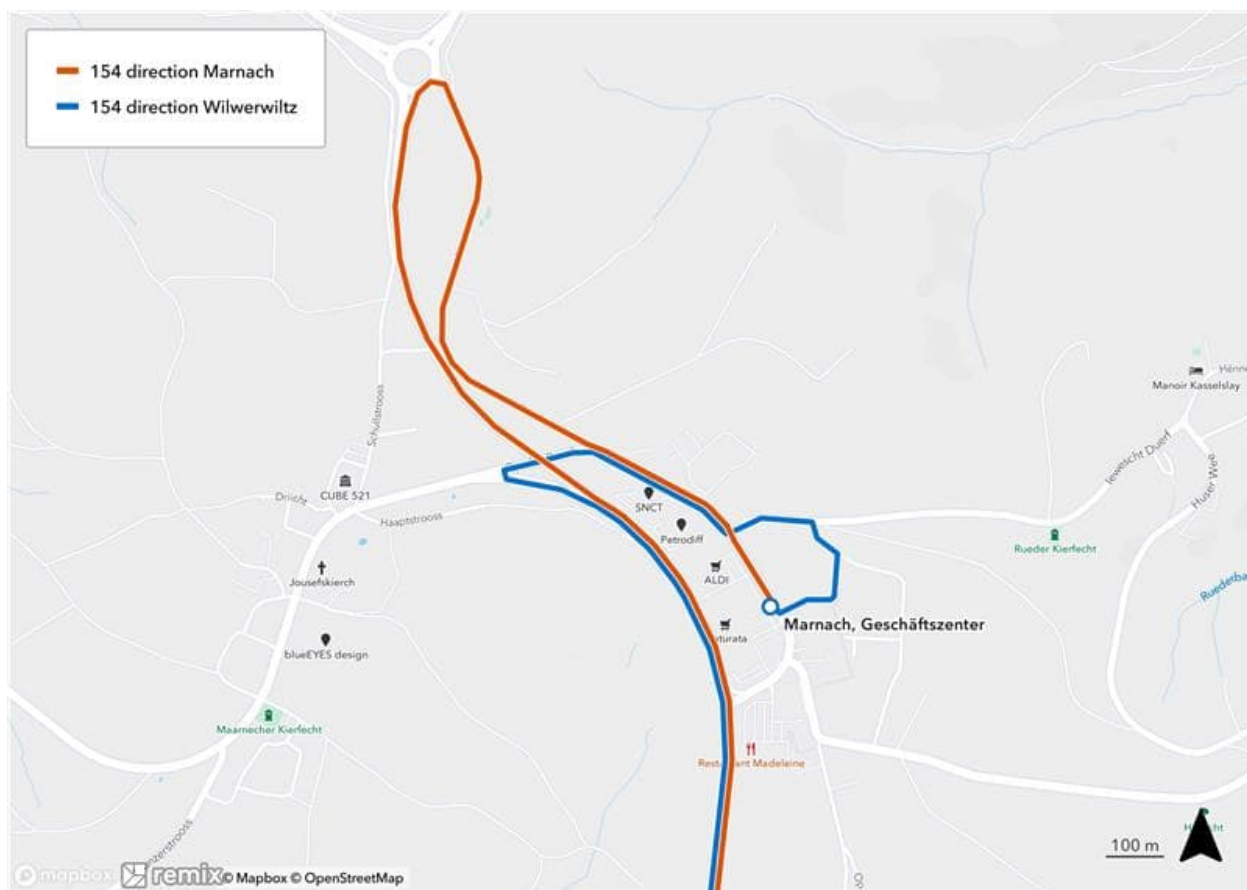 154 direction Marnach
154 direction Wilwerwiltz
Schuilstrooss
CUBE 521
Driicht
Haaptstrooss
Jousefskierch
blueEYES design
Maarnecher Kierfecht
SNCT
Petrodiff
ALDI
Marnach, Geschäftszenter
Restaurant Madeleine
Manoir Kasselslay
Iewescht Duerf
Huser Wee
Rueder Kierfecht
100 m
mapbox remix © Mapbox © OpenStreetMap